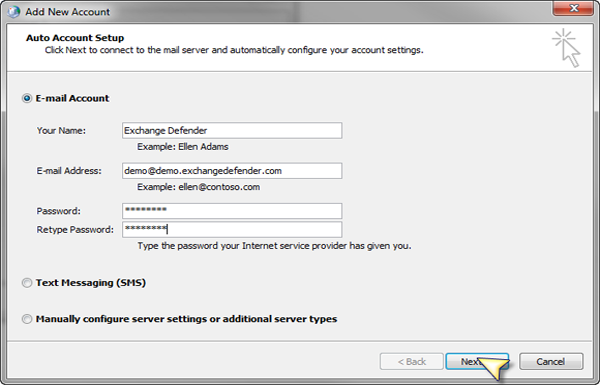 Add New Account
Auto Account Setup
Click Next to connect to the mail server and automatically configure your account settings.
E-mail Account
Your Name: Exchange Defender
Example: Ellen Adams
E-mail Address: demo@demo.exchangedefender.com
Example: ellen@contoso.com
Password: ********
Retype Password: ********
Type the password your Internet service provider has given you.
Text Messaging (SMS)
Manually configure server settings or additional server types
< Back Next Cancel